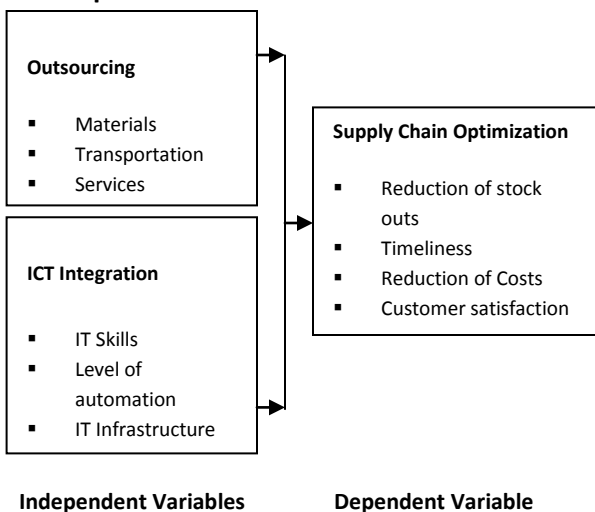 Outsourcing
▪ Materials
▪ Transportation
▪ Services
ICT Integration
▪ IT Skills
▪ Level of
automation
▪ IT Infrastructure
Supply Chain Optimization
▪ Reduction of stock
outs
▪ Timeliness
▪ Reduction of Costs
▪ Customer satisfaction
Independent Variables
Dependent Variable